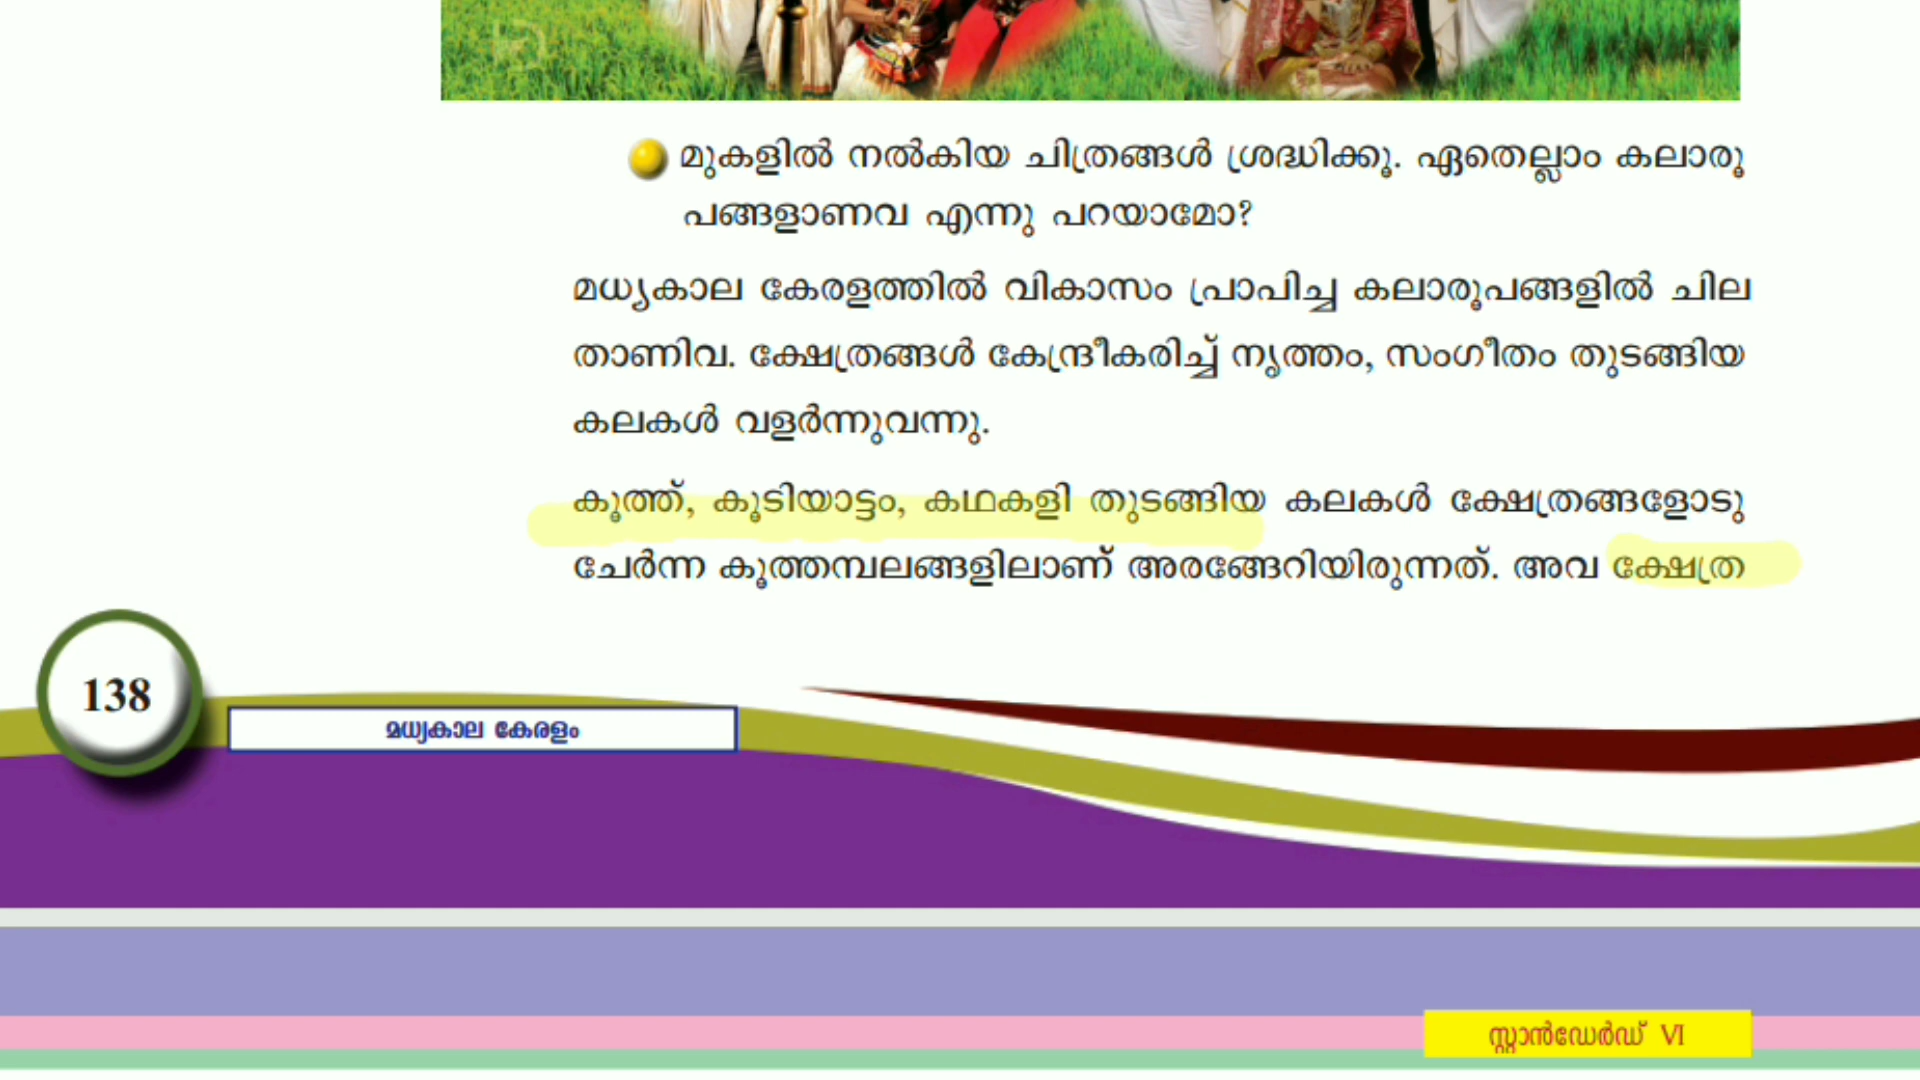 മുകളിൽ നൽകിയ ചിത്രങ്ങൾ ശ്രദ്ധിക്കൂ. ഏതെല്ലാം കലാരൂ
പങ്ങളാണവ എന്നു പറയാമോ?
മധ്യകാല കേരളത്തിൽ വികാസം പ്രാപിച്ച കലാരൂപങ്ങളിൽ ചില
താണിവ. ക്ഷേത്രങ്ങൾ കേന്ദ്രീകരിച്ച് നൃത്തം, സംഗീതം തുടങ്ങിയ
കലകൾ വളർന്നുവന്നു.
കൂത്ത്, കൂടിയാട്ടം, കഥകളി തുടങ്ങിയ കലകൾ ക്ഷേത്രങ്ങളോടു
ചേർന്ന കൂത്തമ്പലങ്ങളിലാണ് അരങ്ങേറിയിരുന്നത്. അവ ക്ഷേത്ര
138
മധ്യകാല കേരളം
സ്റ്റാൻഡേർഡ് VI